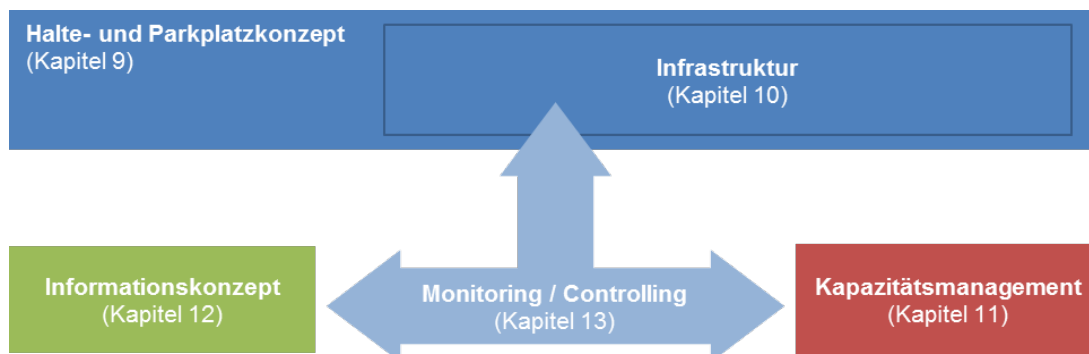 Halte- und Parkplatzkonzept
(Kapitel 9)
Infrastruktur
(Kapitel 10)
Informationskonzept
(Kapitel 12)
Monitoring / Controlling
(Kapitel 13)
Kapazitätsmanagement
(Kapitel 11)